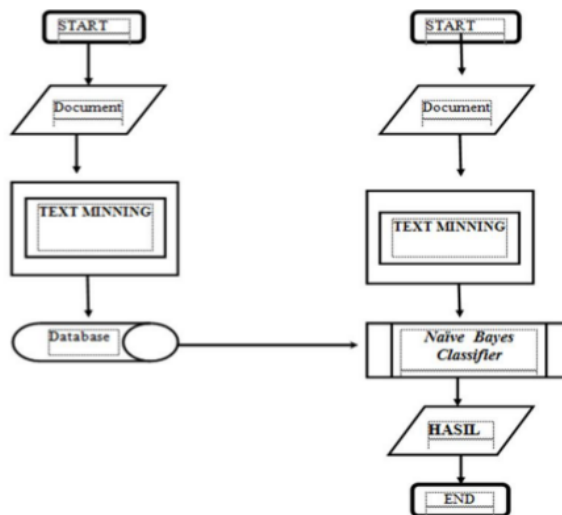 START
Document
TEXT MINNING
Database
START
Document
TEXT MINNING
Naïve Bayes
Classifier
HASIL
END